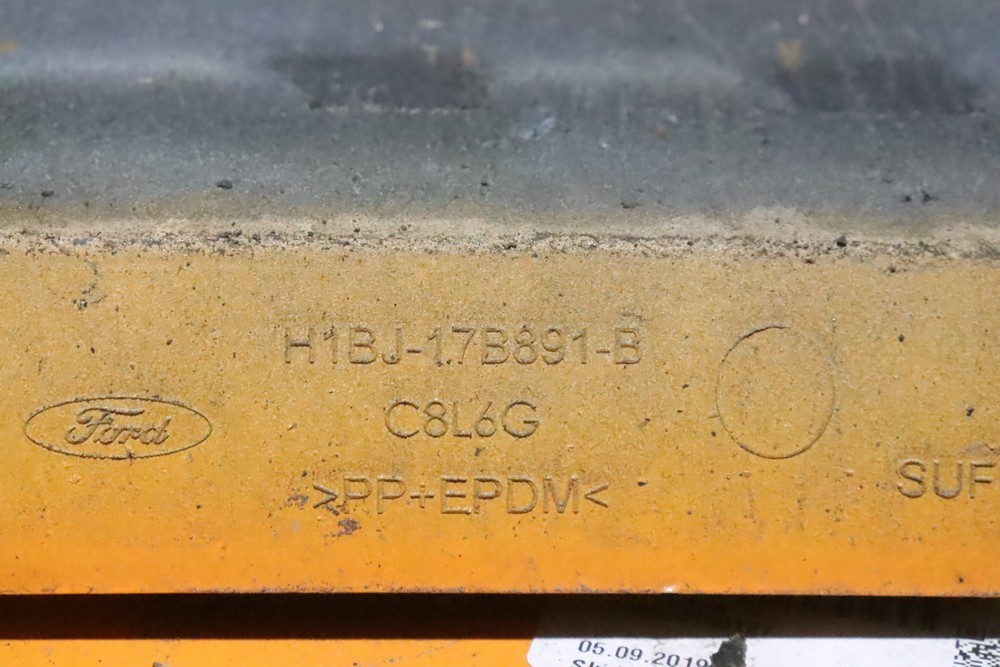 H1BJ-17B891-B
Ford
C8L6G
>PP+EPDM<
SUF
05.09.2019